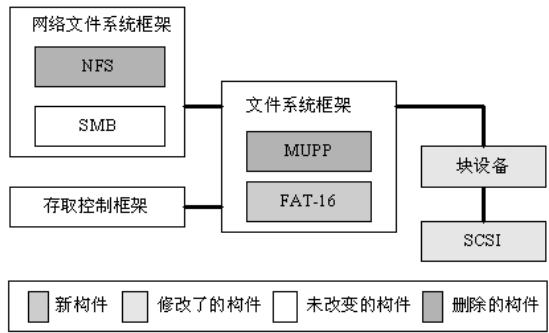 网络文件系统框架
NFS
SMB
文件系统框架
MUPP
FAT-16
块设备
存取控制框架
SCSI
新构件 修改了的构件 未改变的构件 删除的构件